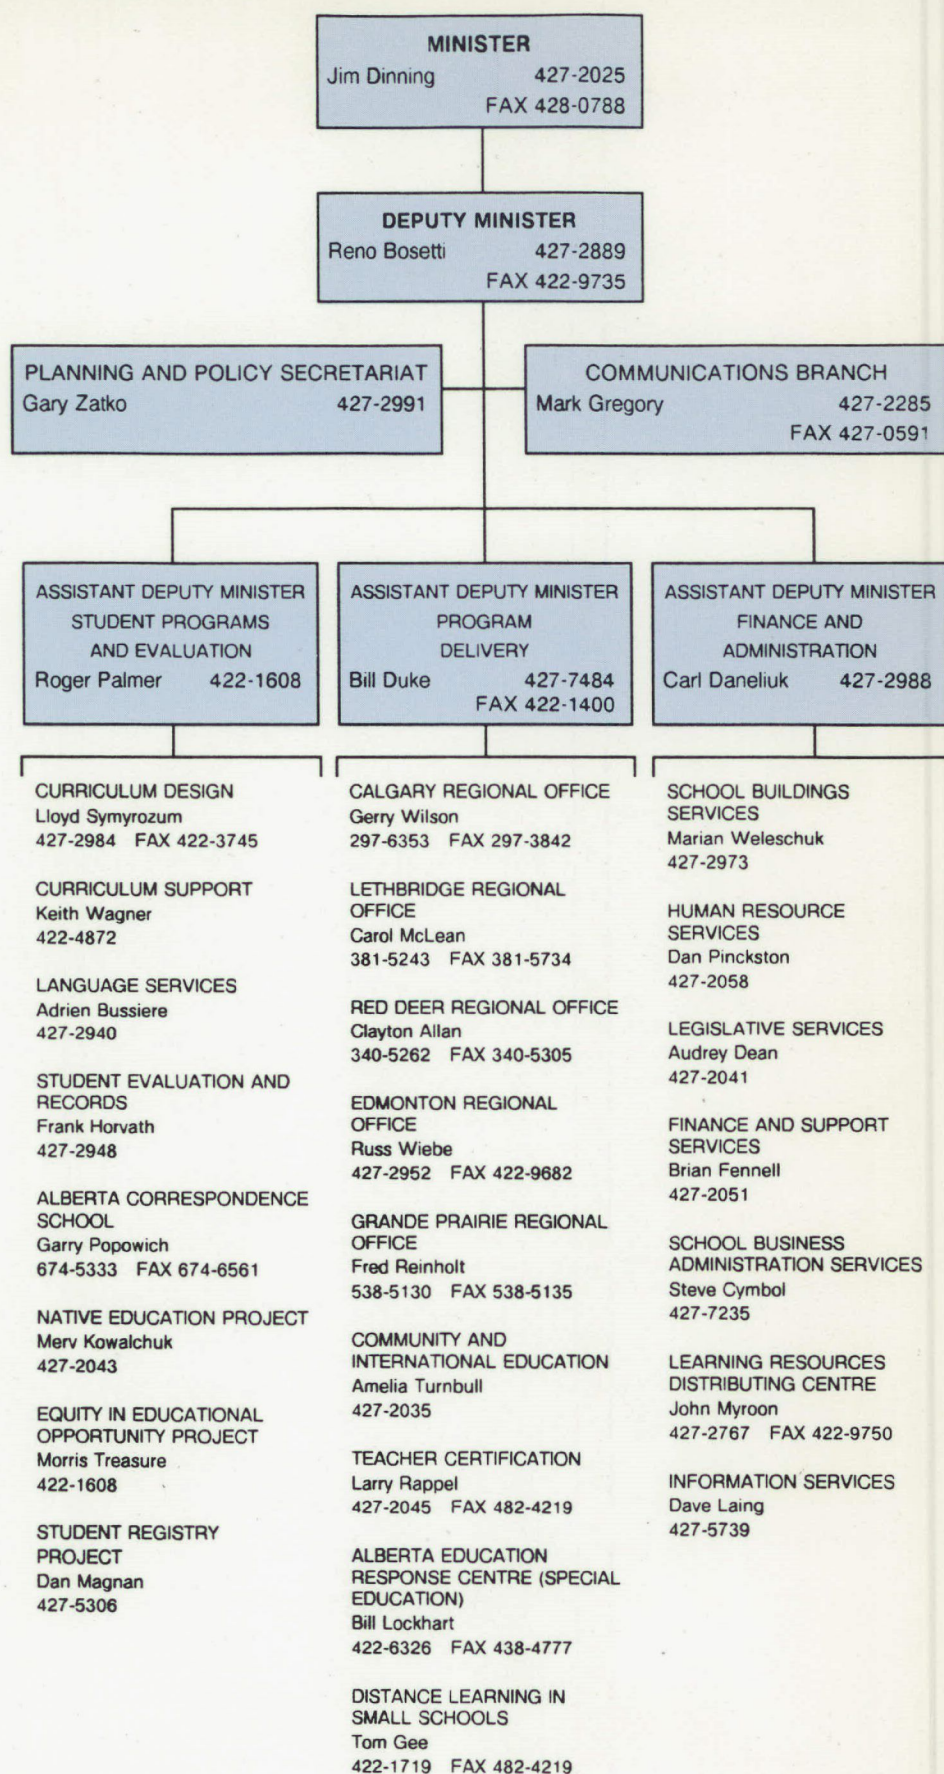 MINISTER
Jim Dinning 427-2025
FAX 428-0788
DEPUTY MINISTER
Reno Bosetti 427-2889
FAX 422-9735
PLANNING AND POLICY SECRETARIAT
Gary Zatko 427-2991
COMMUNICATIONS BRANCH
Mark Gregory 427-2285
FAX 427-0591
ASSISTANT DEPUTY MINISTER
STUDENT PROGRAMS
AND EVALUATION
Roger Palmer 422-1608
ASSISTANT DEPUTY MINISTER
PROGRAM
DELIVERY
Bill Duke 427-7484
FAX 422-1400
ASSISTANT DEPUTY MINISTER
FINANCE AND
ADMINISTRATION
Carl Daneliuk 427-2988
CURRICULUM DESIGN
Lloyd Symyrozum
427-2984 FAX 422-3745
CURRICULUM SUPPORT
Keith Wagner
422-4872
LANGUAGE SERVICES
Adrien Bussiere
427-2940
STUDENT EVALUATION AND
RECORDS
Frank Horvath
427-2948
ALBERTA CORRESPONDENCE
SCHOOL
Garry Popowich
674-5333 FAX 674-6561
NATIVE EDUCATION PROJECT
Merv Kowalchuk
427-2043
EQUITY IN EDUCATIONAL
OPPORTUNITY PROJECT
Morris Treasure
422-1608
STUDENT REGISTRY
PROJECT
Dan Magnan
427-5306
CALGARY REGIONAL OFFICE
Gerry Wilson
297-6353 FAX 297-3842
LETHBRIDGE REGIONAL
OFFICE
Carol McLean
381-5243 FAX 381-5734
RED DEER REGIONAL OFFICE
Clayton Allan
340-5262 FAX 340-5305
EDMONTON REGIONAL
OFFICE
Russ Wiebe
427-2952 FAX 422-9682
GRANDE PRAIRIE REGIONAL
OFFICE
Fred Reinholt
538-5130 FAX 538-5135
COMMUNITY AND
INTERNATIONAL EDUCATION
Amelia Turnbull
427-2035
TEACHER CERTIFICATION
Larry Rappel
427-2045 FAX 482-4219
ALBERTA EDUCATION
RESPONSE CENTRE (SPECIAL
EDUCATION)
Bill Lockhart
422-6326 FAX 438-4777
DISTANCE LEARNING IN
SMALL SCHOOLS
Tom Gee
422-1719 FAX 482-4219
SCHOOL BUILDINGS
SERVICES
Marian Weleschuk
427-2973
HUMAN RESOURCE
SERVICES
Dan Pinckston
427-2058
LEGISLATIVE SERVICES
Audrey Dean
427-2041
FINANCE AND SUPPORT
SERVICES
Brian Fennell
427-2051
SCHOOL BUSINESS
ADMINISTRATION SERVICES
Steve Cymbol
427-7235
LEARNING RESOURCES
DISTRIBUTING CENTRE
John Myroon
427-2767 FAX 422-9750
INFORMATION SERVICES
Dave Laing
427-5739